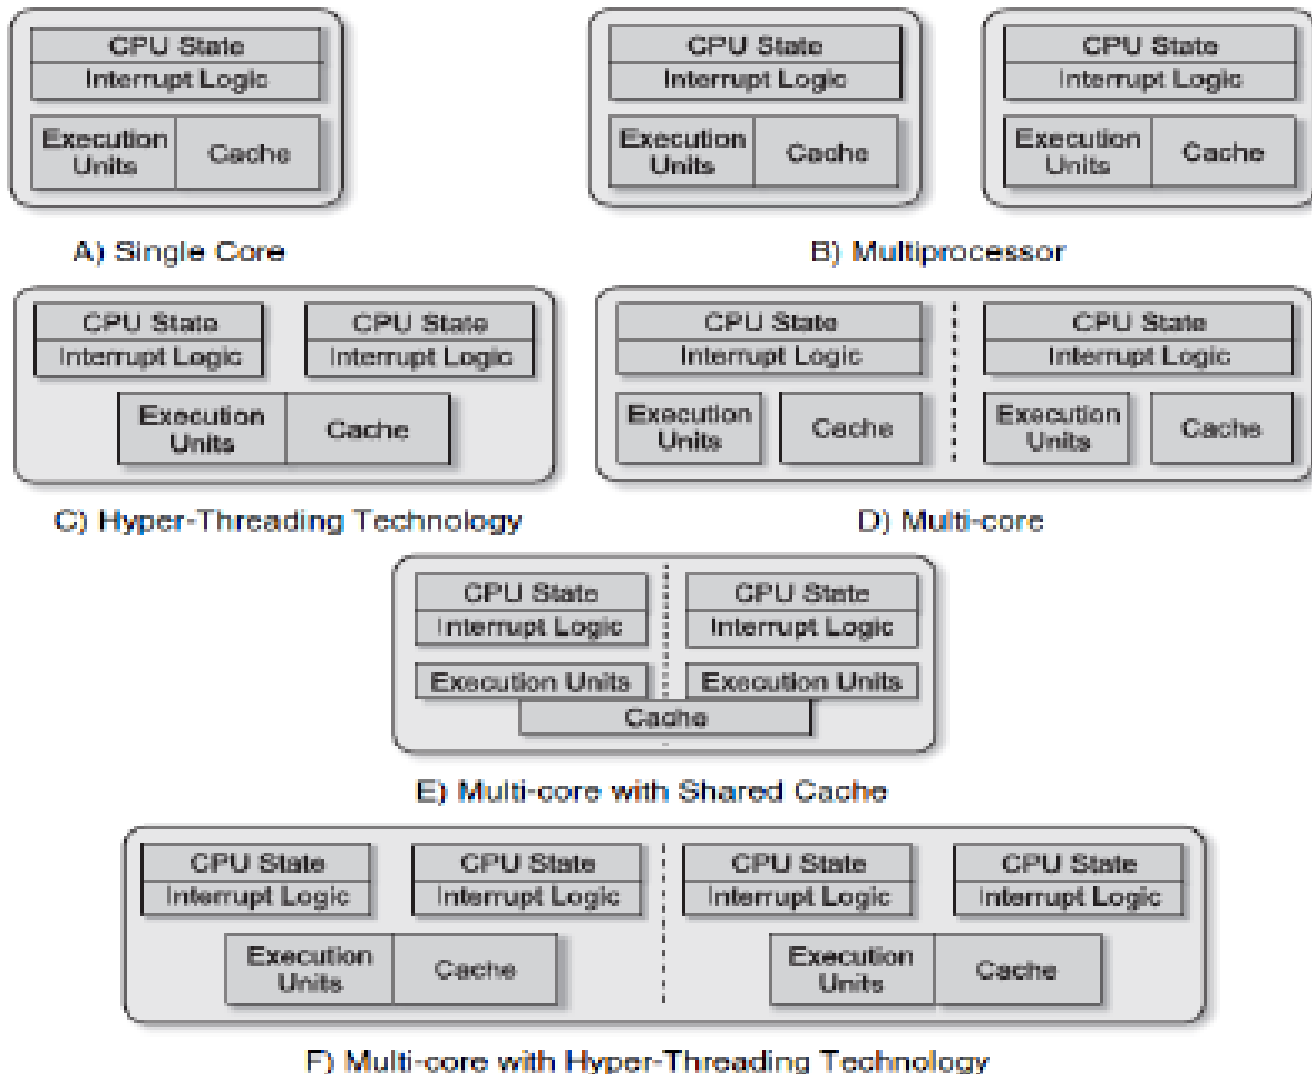 CPU State
Interrupt Logic
Execution Units
Cache
A) Single Core
CPU State
Interrupt Logic
Execution Units
Cache
CPU State
Interrupt Logic
Execution Units
Cache
B) Multiprocessor
CPU State
Interrupt Logic
CPU State
Interrupt Logic
Execution Units
Cache
C) Hyper-Threading Technology
CPU State
Interrupt Logic
Execution Units
Cache
CPU State
Interrupt Logic
Execution Units
Cache
D) Multi-core
CPU State
Interrupt Logic
CPU State
Interrupt Logic
Execution Units
Execution Units
Cache
E) Multi-core with Shared Cache
CPU State
Interrupt Logic
CPU State
Interrupt Logic
Execution Units
Cache
CPU State
Interrupt Logic
CPU State
Interrupt Logic
Execution Units
Cache
F) Multi-core with Hyper-Threading Technology